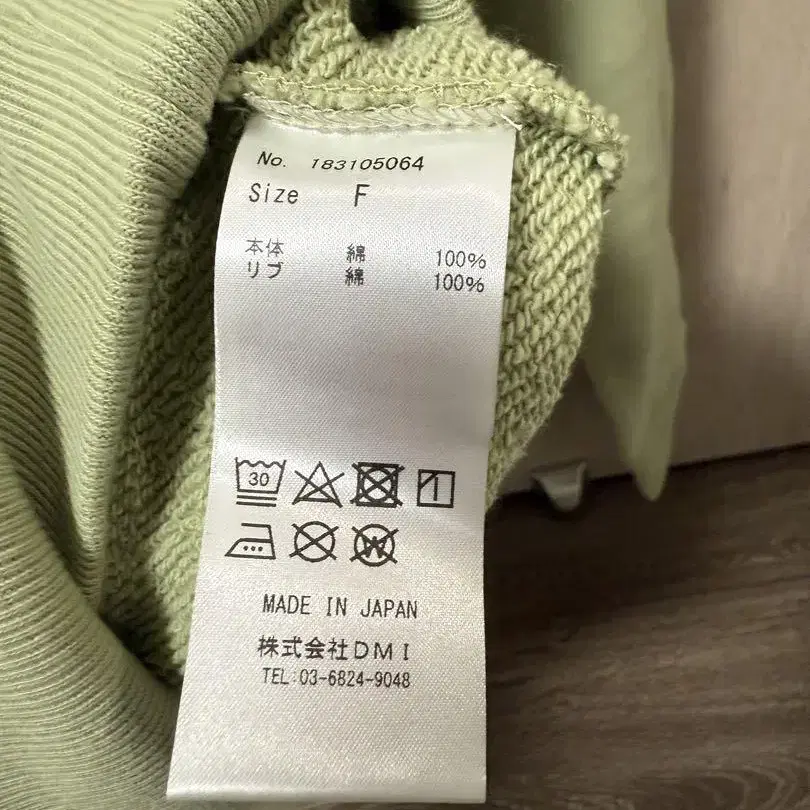 No. 183105064
Size F
本体 綿 100%
リブ 綿 100%
30
W
MADE IN JAPAN
株式会社DMI
TEL:03-6824-9048